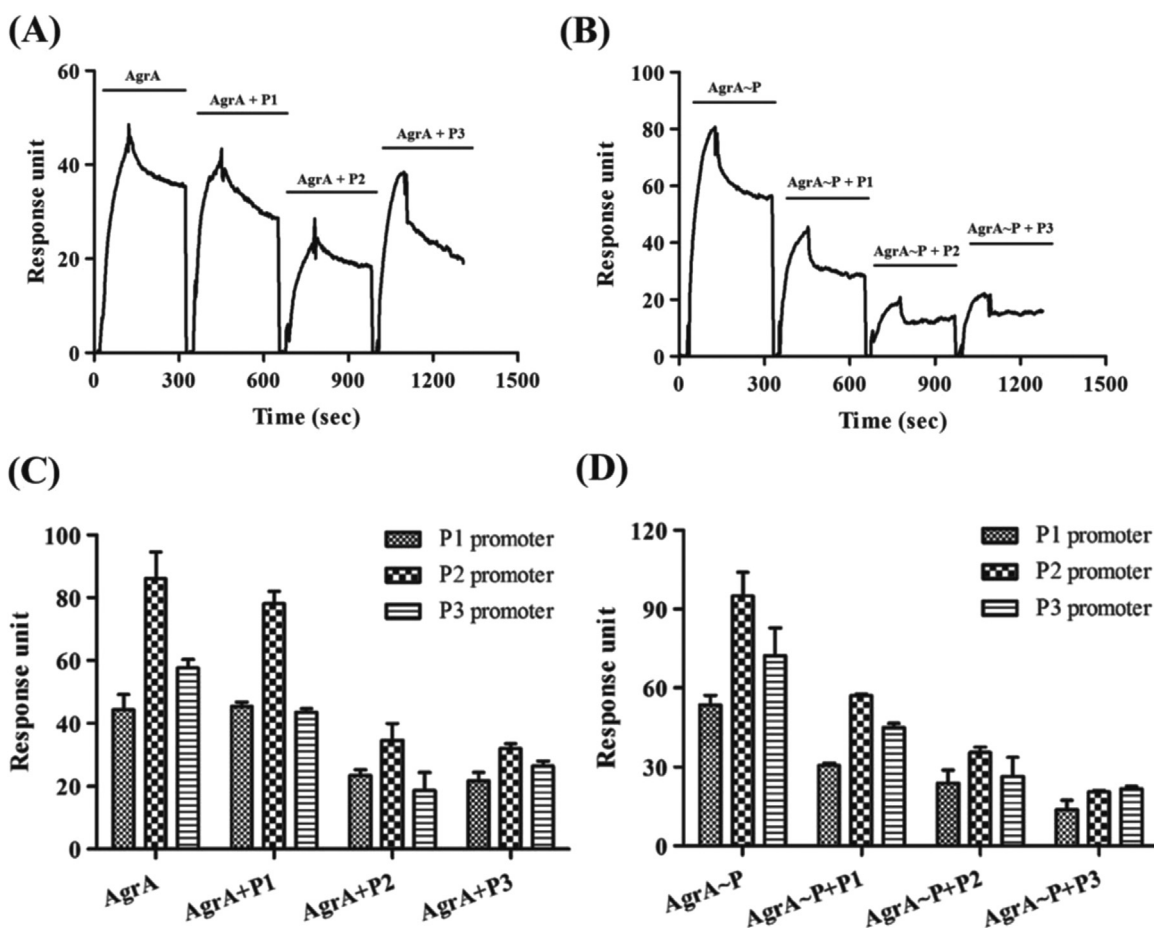 (A)
60
40
20
0
Response unit
AgrA
AgrA + P1
AgrA + P2
AgrA + P3
0 300 600 900 1200 1500
Time (sec)
(B)
100
80
60
40
20
0
Response unit
AgrA~P
AgrA~P + P1
AgrA~P + P2
AgrA~P + P3
0 300 600 900 1200 1500
Time (sec)
(C)
100
80
60
40
20
0
Response unit
P1 promoter
P2 promoter
P3 promoter
AgrA
AgrA+P1
AgrA+P2
AgrA+P3
(D)
120
90
60
30
0
Response unit
P1 promoter
P2 promoter
P3 promoter
AgrA~P
AgrA~P+P1
AgrA~P+P2
AgrA~P+P3